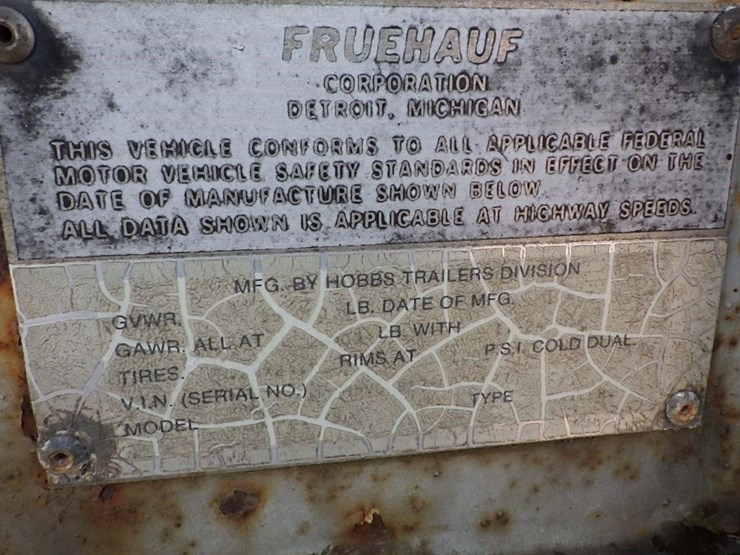 FRUEHAUF
CORPORATION
DETROIT, MICHIGAN
THIS VEHICLE CONFORMS TO ALL APPLICABLE FEDERAL
MOTOR VEHICLE SAFETY STANDARDS IN EFFECT ON THE
DATE OF MANUFACTURE SHOWN BELOW.
ALL DATA SHOWN IS APPLICABLE AT HIGHWAY SPEEDS.
MFG. BY HOBBS TRAILERS DIVISION
GVWR. LB. DATE OF MFG.
GAWR. ALL AT LB. WITH
TIRES. RIMS AT P.S.I. COLD DUAL
V.I.N. (SERIAL NO.)
MODEL TYPE